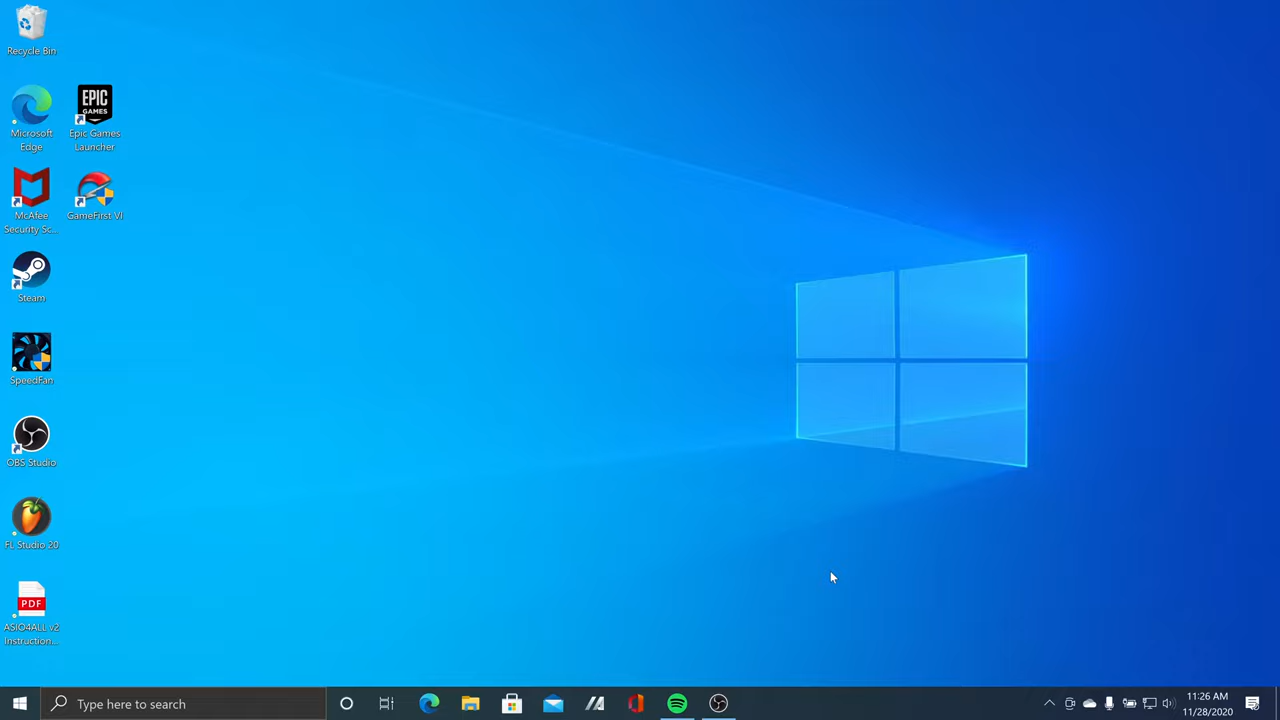 Recycle Bin
Microsoft
Edge
EPIC
GAMES
Epic Games
Launcher
McAfee
Security Sc...
GameFirst VI
Steam
SpeedFan
OBS Studio
FL Studio 20
PDF
ASIO4ALL v2
Instruction...
Type here to search
11:26 AM
11/28/2020